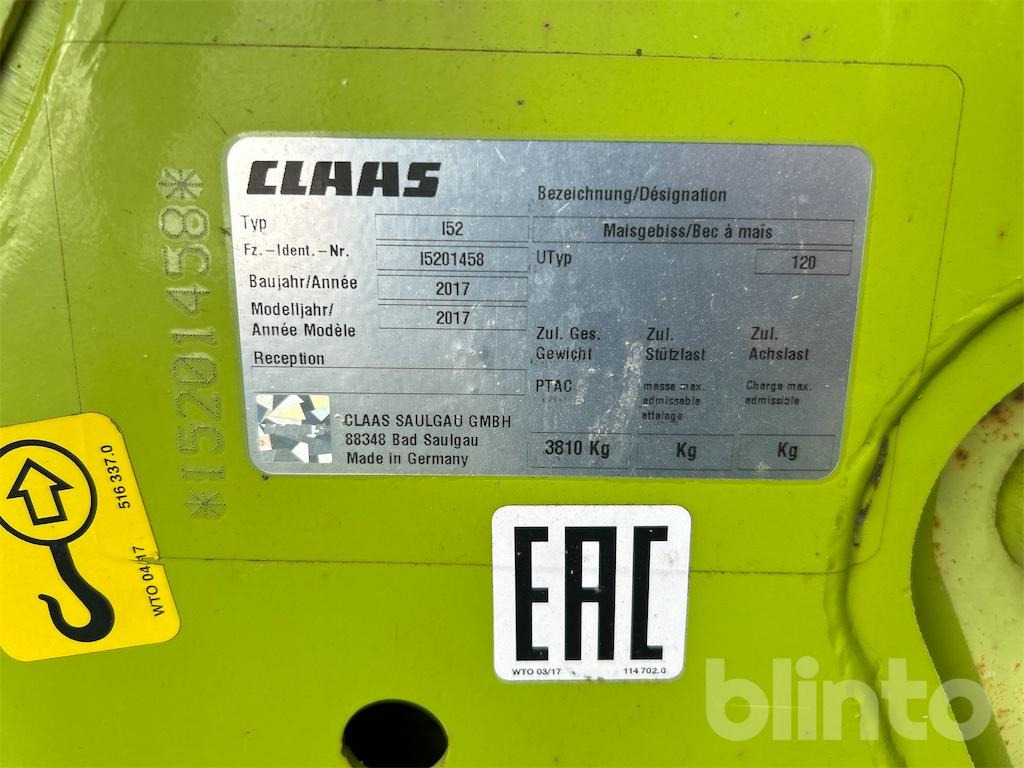 CLAAS
Bezeichnung/Désignation
Typ I52 Maisgebiss/Bec à maïs
Fz.-Ident.-Nr. I5201458 UTyp 120
Baujahr/Année 2017
Modelljahr/
Année Modèle 2017
Zul. Ges. Zul. Zul.
Gewicht Stützlast Achslast
Reception
PTAC masse max. Charge max.
admissible admissible
attelage
3810 Kg Kg Kg
CLAAS SAULGAU GMBH
88348 Bad Saulgau
Made in Germany
*I5201458*
516 337.0
WTO 04/17
EAC
WTO 03/17 114 702.0
blinto